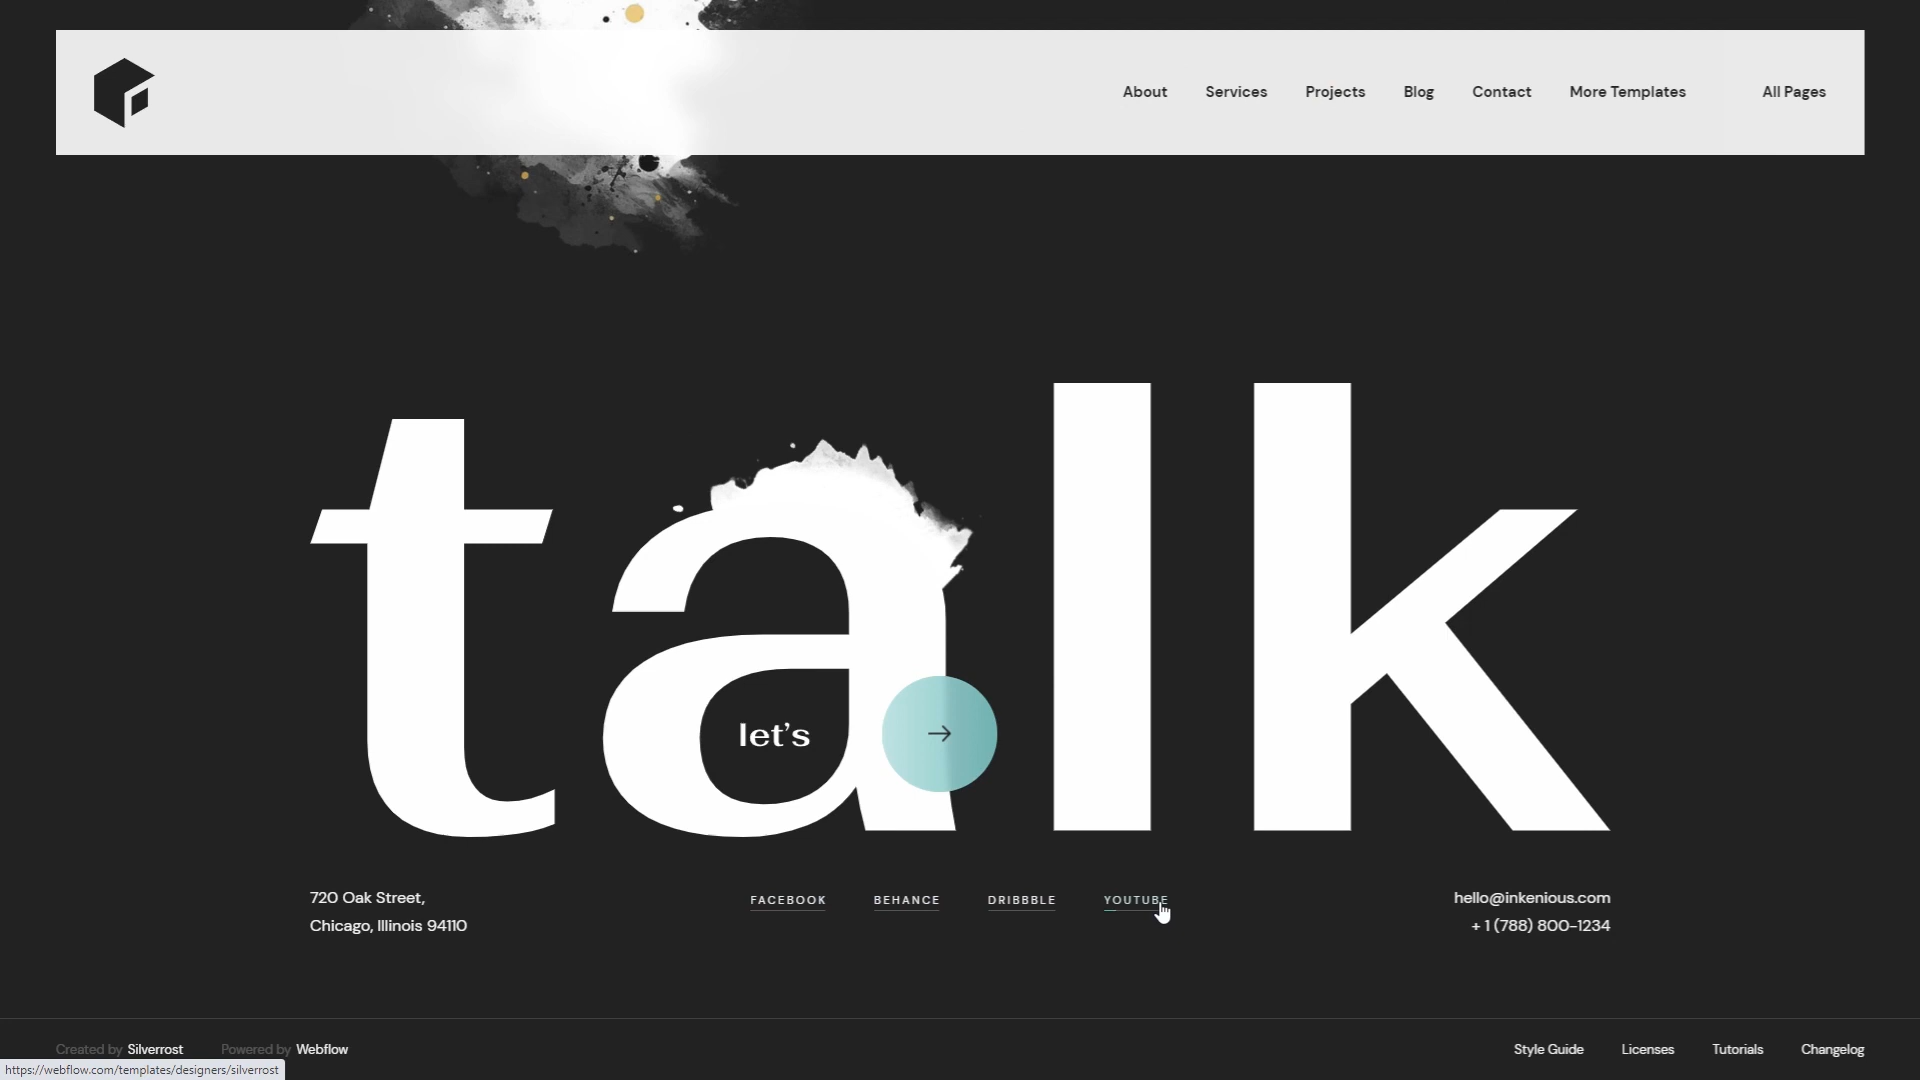 About Services Projects Blog Contact More Templates All Pages
talk
let's
720 Oak Street,
Chicago, Illinois 94110
FACEBOOK BEHANCE DRIBBBLE YOUTUBE
hello@inkenious.com
+ 1 (788) 800-1234
Created by Silverrost Powered by Webflow
Style Guide Licenses Tutorials Changelog
https://webflow.com/templates/designers/silverrost